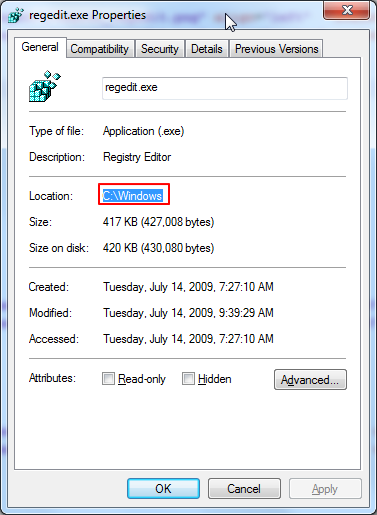 regedit.exe Properties
General Compatibility Security Details Previous Versions
regedit.exe
Type of file: Application (.exe)
Description: Registry Editor
Location: C:\Windows
Size: 417 KB (427,008 bytes)
Size on disk: 420 KB (430,080 bytes)
Created: Tuesday, July 14, 2009, 7:27:10 AM
Modified: Tuesday, July 14, 2009, 9:39:29 AM
Accessed: Tuesday, July 14, 2009, 7:27:10 AM
Attributes: Read-only Hidden Advanced...
OK Cancel Apply